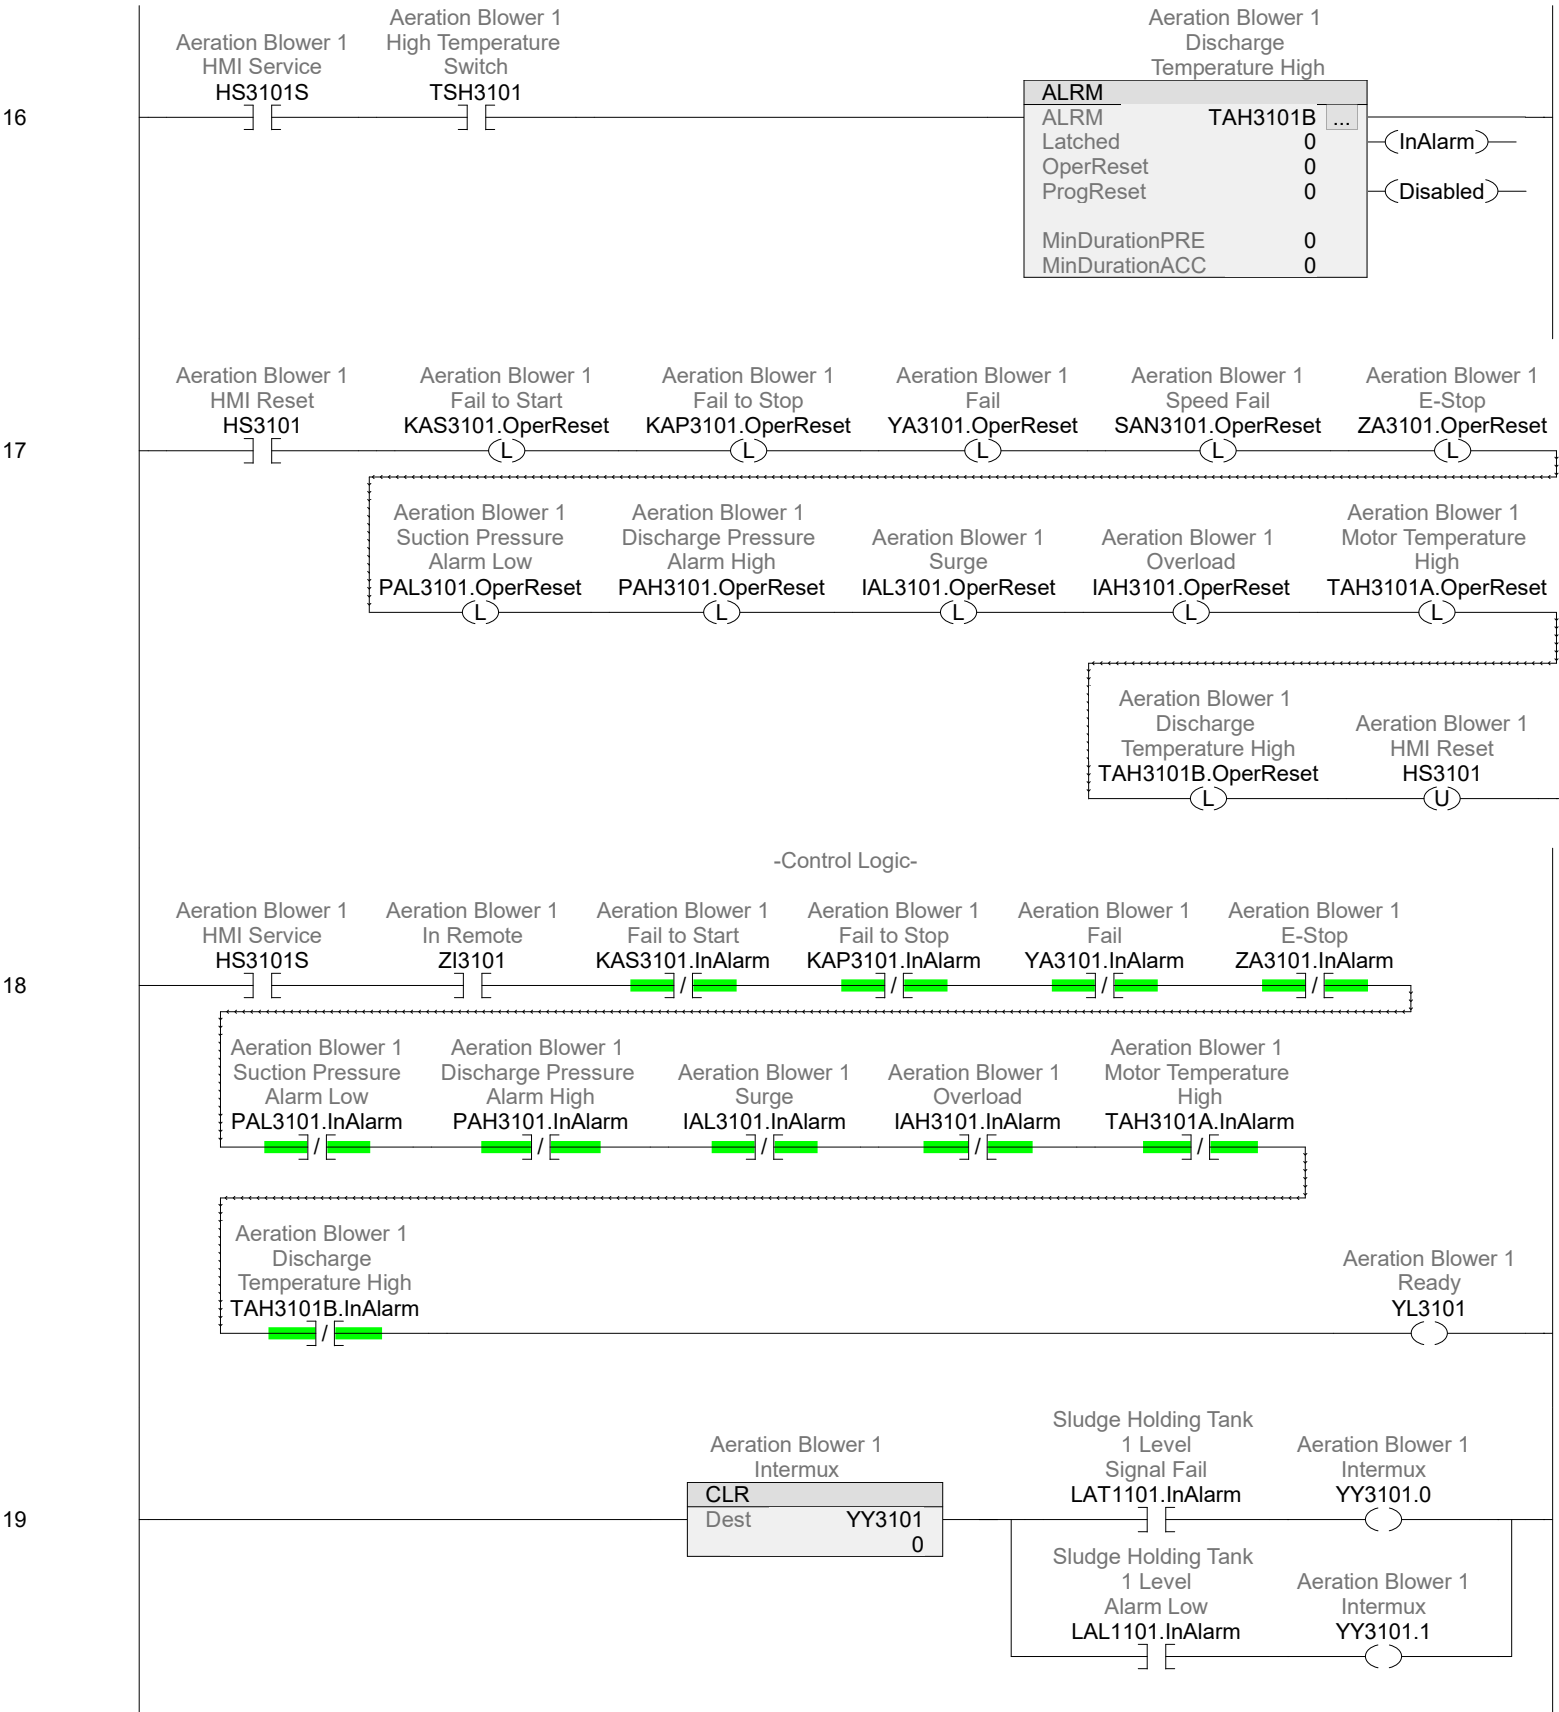 16
Aeration Blower 1
HMI Service
HS3101S
Aeration Blower 1
High Temperature
Switch
TSH3101
Aeration Blower 1
Discharge
Temperature High
ALRM
ALRM TAH3101B ...
Latched 0
OperReset 0
ProgReset 0
MinDurationPRE 0
MinDurationACC 0
InAlarm
Disabled
17
Aeration Blower 1
HMI Reset
HS3101
Aeration Blower 1
Fail to Start
KAS3101.OperReset
L
Aeration Blower 1
Fail to Stop
KAP3101.OperReset
L
Aeration Blower 1
Fail
YA3101.OperReset
L
Aeration Blower 1
Speed Fail
SAN3101.OperReset
L
Aeration Blower 1
E-Stop
ZA3101.OperReset
L
Aeration Blower 1
Suction Pressure
Alarm Low
PAL3101.OperReset
L
Aeration Blower 1
Discharge Pressure
Alarm High
PAH3101.OperReset
L
Aeration Blower 1
Surge
IAL3101.OperReset
L
Aeration Blower 1
Overload
IAH3101.OperReset
L
Aeration Blower 1
Motor Temperature
High
TAH3101A.OperReset
L
Aeration Blower 1
Discharge
Temperature High
TAH3101B.OperReset
L
Aeration Blower 1
HMI Reset
HS3101
U
-Control Logic-
18
Aeration Blower 1
HMI Service
HS3101S
Aeration Blower 1
In Remote
ZI3101
Aeration Blower 1
Fail to Start
KAS3101.InAlarm
/
Aeration Blower 1
Fail to Stop
KAP3101.InAlarm
/
Aeration Blower 1
Fail
YA3101.InAlarm
/
Aeration Blower 1
E-Stop
ZA3101.InAlarm
/
Aeration Blower 1
Suction Pressure
Alarm Low
PAL3101.InAlarm
/
Aeration Blower 1
Discharge Pressure
Alarm High
PAH3101.InAlarm
/
Aeration Blower 1
Surge
IAL3101.InAlarm
/
Aeration Blower 1
Overload
IAH3101.InAlarm
/
Aeration Blower 1
Motor Temperature
High
TAH3101A.InAlarm
/
Aeration Blower 1
Discharge
Temperature High
TAH3101B.InAlarm
/
Aeration Blower 1
Ready
YL3101
19
Aeration Blower 1
Intermux
CLR
Dest YY3101
0
Sludge Holding Tank
1 Level
Signal Fail
LAT1101.InAlarm
Aeration Blower 1
Intermux
YY3101.0
Sludge Holding Tank
1 Level
Alarm Low
LAL1101.InAlarm
Aeration Blower 1
Intermux
YY3101.1